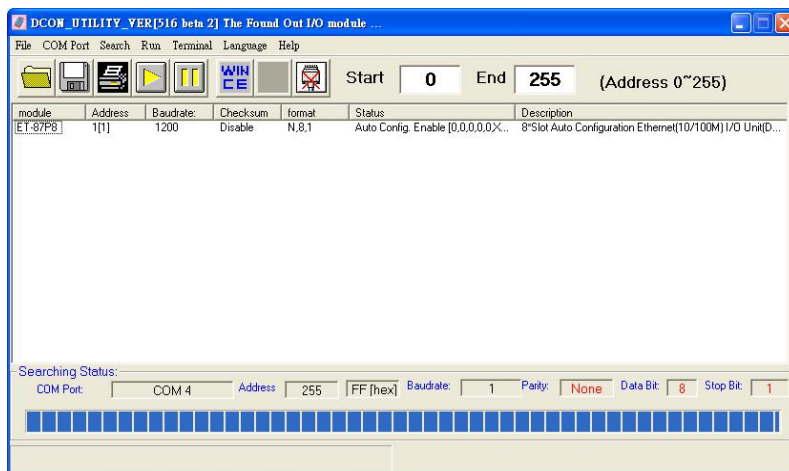 DCON_UTILITY_VER[516 beta 2] The Found Out I/O module ...
File COM Port Search Run Terminal Language Help
WIN CE Start 0 End 255 (Address 0~255)
module Address Baudrate: Checksum format Status Description
ET-87P8 1[1] 1200 Disable N,8,1 Auto Config. Enable [0,0,0,0,0,X... 8*Slot Auto Configuration Ethernet(10/100M) I/O Unit(D...
Searching Status:
COM Port: COM 4 Address 255 FF [hex] Baudrate: 1 Parity: None Data Bit: 8 Stop Bit: 1